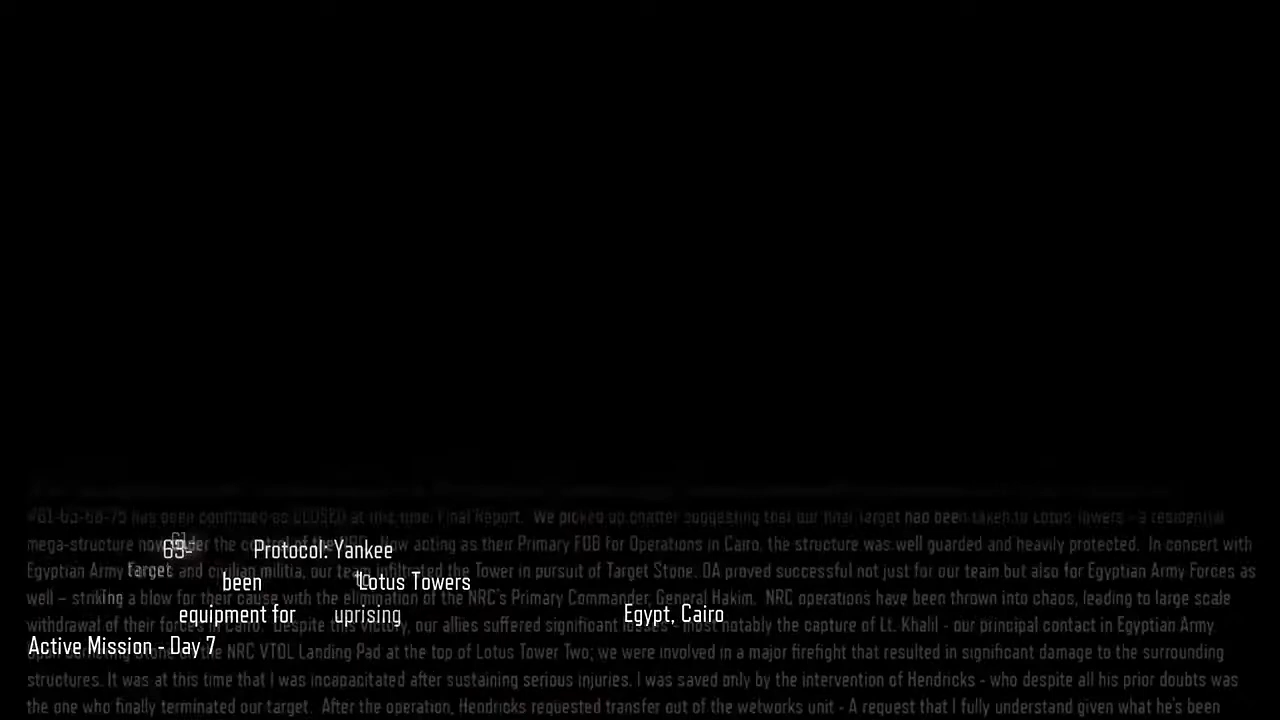 #61-63-68-75 has been confirmed as CLOSED at this time. Final Report. We picked up chatter suggesting that our final target had been taken to Lotus Towers - a residential
mega-structure now under the control of the NRC. Now acting as their Primary FOB for Operations in Cairo, the structure was well guarded and heavily protected. In concert with
63- Protocol: Yankee
Egyptian Army and civilian militia, our team infiltrated the Tower in pursuit of Target Stone. OA proved successful not just for our team but also for Egyptian Army Forces as
target
been Lotus Towers
well – striking a blow for their cause with the elimination of the NRC's Primary Commander, General Hakim. NRC operations have been thrown into chaos, leading to large scale
equipment for uprising Egypt, Cairo
withdrawal of their forces in Cairo. Despite this victory, our allies suffered significant losses - most notably the capture of Lt. Khalil - our principal contact in Egyptian Army
Active Mission - Day 7
the NRC VTOL Landing Pad at the top of Lotus Tower Two; we were involved in a major firefight that resulted in significant damage to the surrounding
structures. It was at this time that I was incapacitated after sustaining serious injuries. I was saved only by the intervention of Hendricks - who despite all his prior doubts was
the one who finally terminated our target. After the operation, Hendricks requested transfer out of the wetworks unit - A request that I fully understand given what he's been